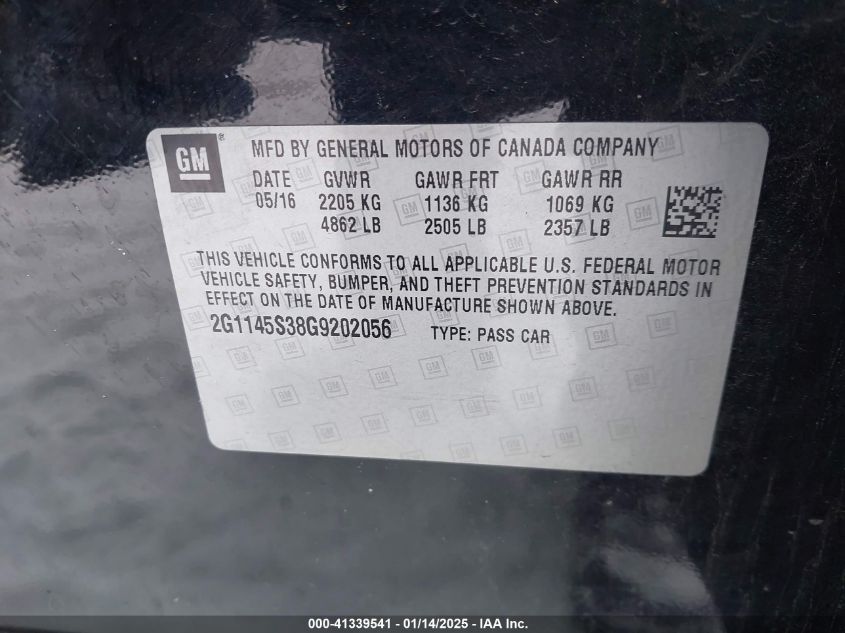 GM ® MFD BY GENERAL MOTORS OF CANADA COMPANY
DATE GVWR GAWR FRT GAWR RR
05/16 2205 KG 1136 KG 1069 KG
4862 LB 2505 LB 2357 LB
THIS VEHICLE CONFORMS TO ALL APPLICABLE U.S. FEDERAL MOTOR
VEHICLE SAFETY, BUMPER, AND THEFT PREVENTION STANDARDS IN
EFFECT ON THE DATE OF MANUFACTURE SHOWN ABOVE.
2G1145S38G9202056 TYPE: PASS CAR
000-41339541 - 01/14/2025 - IAA Inc.